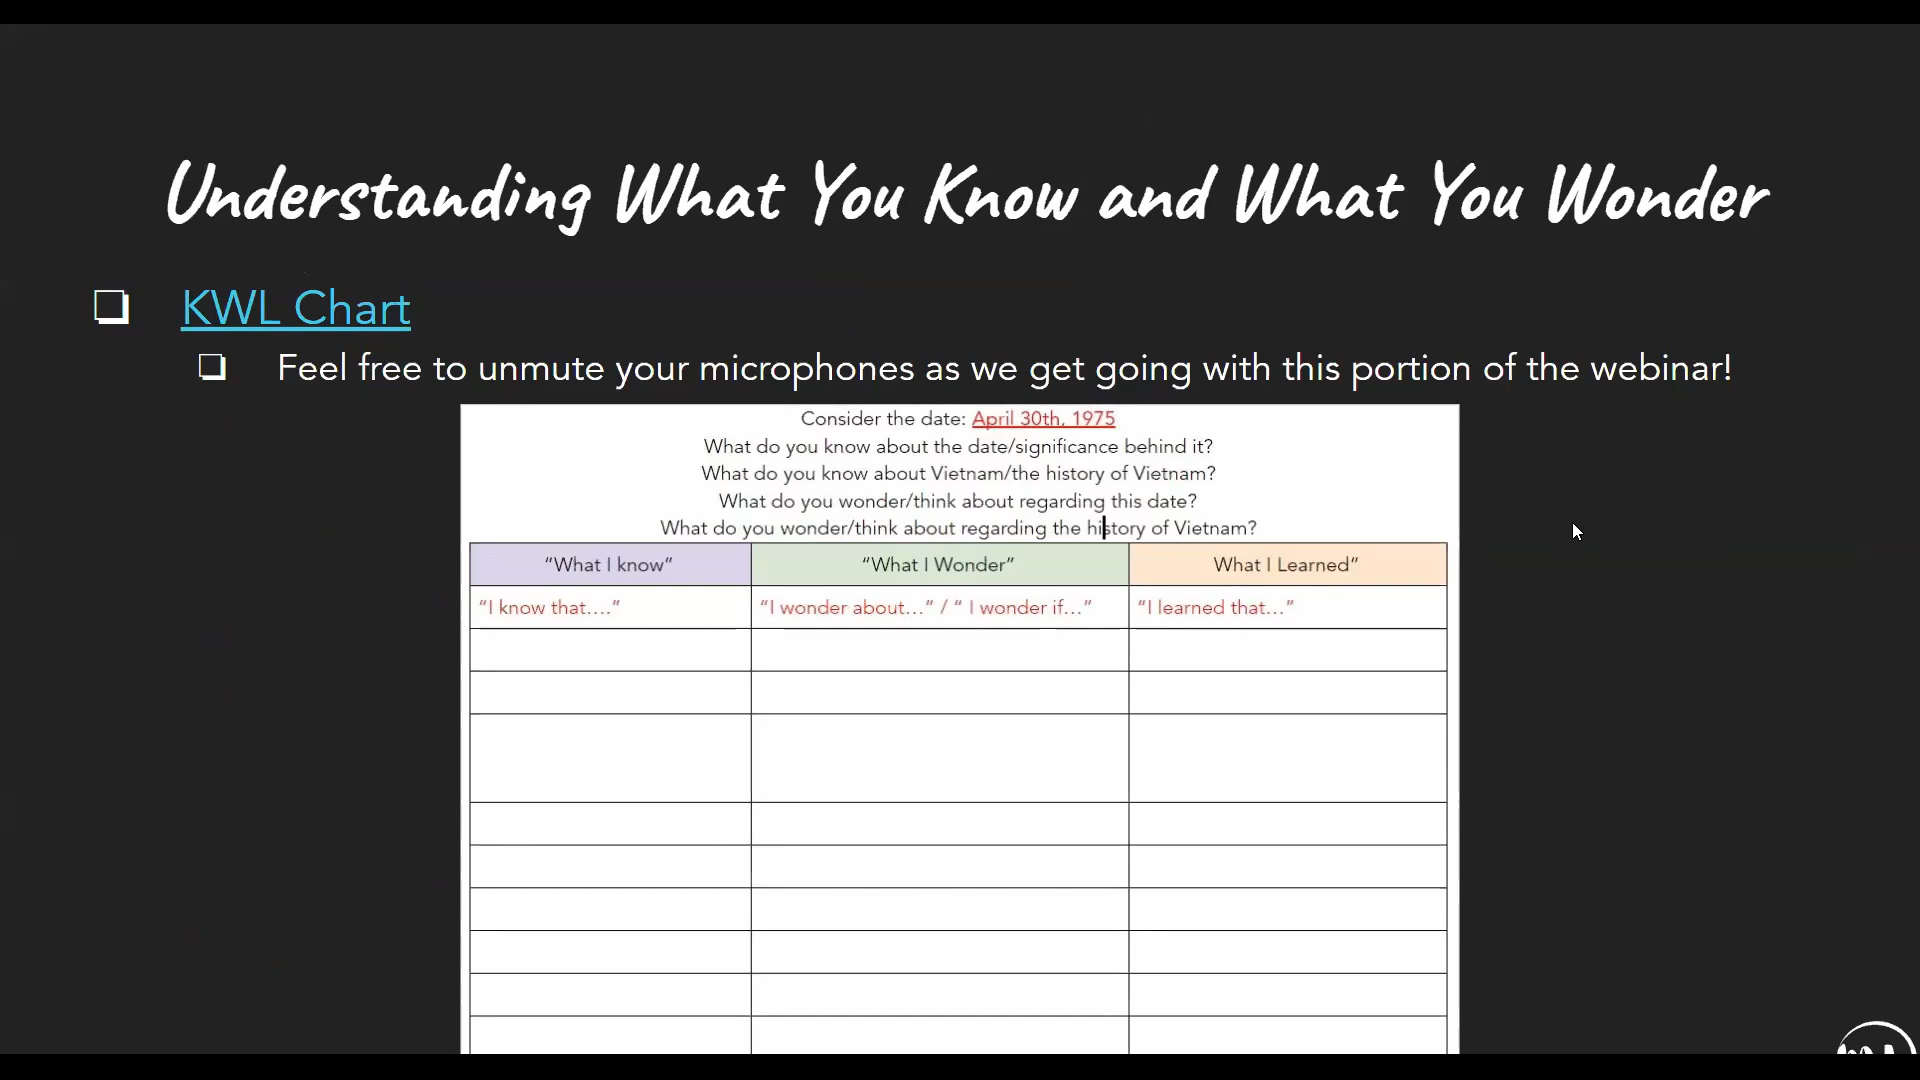 Understanding What You Know and What You Wonder
KWL Chart
Feel free to unmute your microphones as we get going with this portion of the webinar!
Consider the date: April 30th, 1975
What do you know about the date/significance behind it?
What do you know about Vietnam/the history of Vietnam?
What do you wonder/think about regarding this date?
What do you wonder/think about regarding the history of Vietnam?
“What I know” “What I Wonder” What I Learned”
“I know that....” “I wonder about...” / “ I wonder if...” “I learned that...”